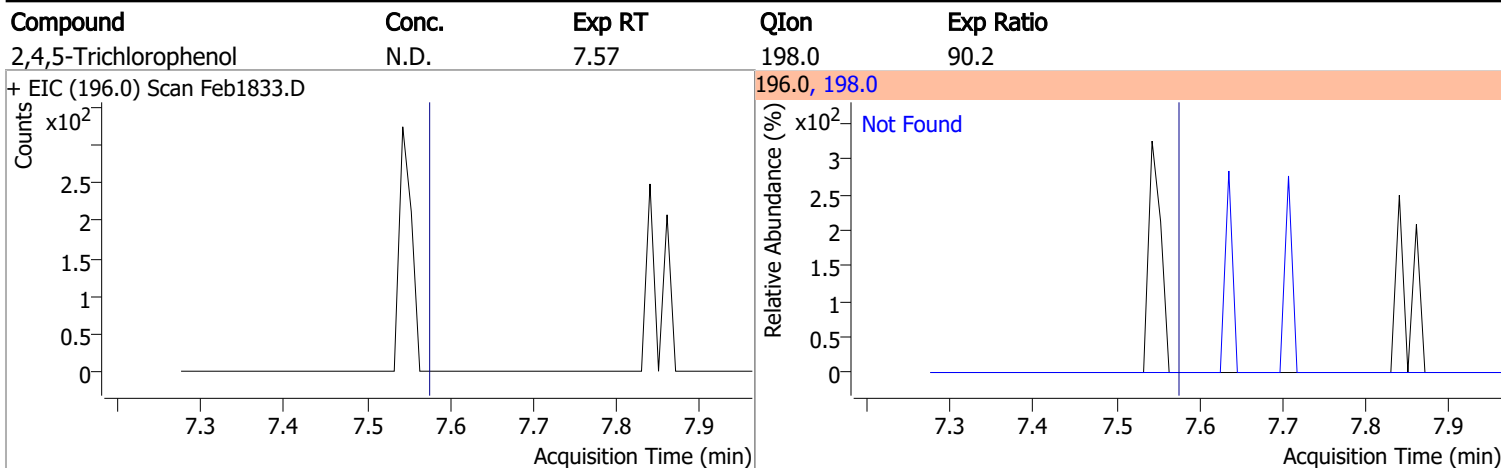 Compound Conc. Exp RT QIon Exp Ratio
2,4,5-Trichlorophenol N.D. 7.57 198.0 90.2
+ EIC (196.0) Scan Feb1833.D
Counts
x10²
2.5
2
1.5
1
0.5
0
7.3 7.4 7.5 7.6 7.7 7.8 7.9
Acquisition Time (min)
196.0, 198.0
Relative Abundance (%)
x10²
Not Found
3
2.5
2
1.5
1
0.5
0
7.3 7.4 7.5 7.6 7.7 7.8 7.9
Acquisition Time (min)